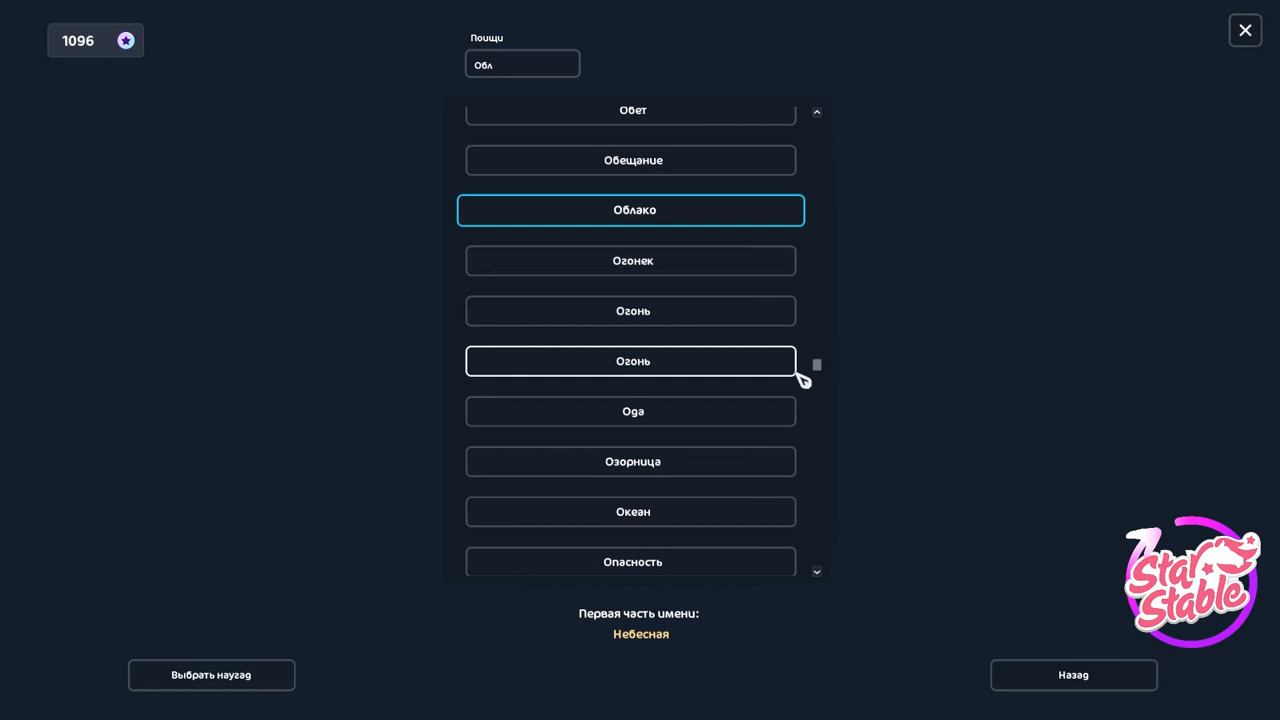 1096
Поищи
Обл
Обет
Обещание
Облако
Огонек
Огонь
Огонь
Ода
Озорница
Океан
Опасность
Первая часть имени:
Небесная
Выбрать наугад
Назад
Star
Stable